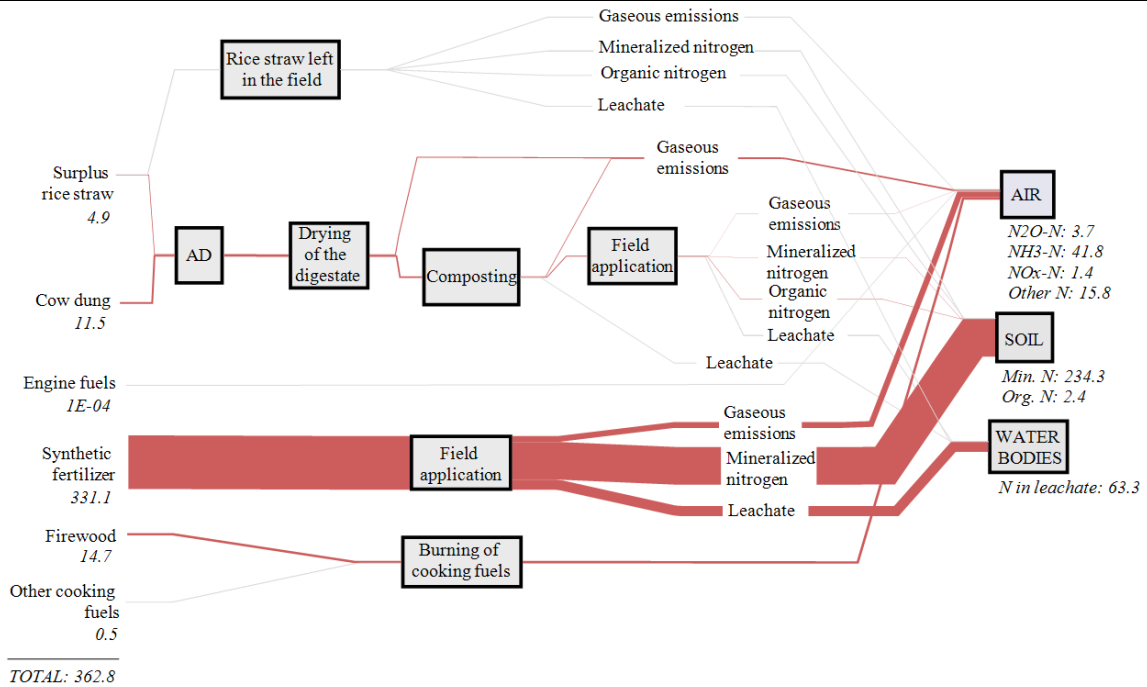 Gaseous emissions
Mineralized nitrogen
Organic nitrogen
Leachate
Rice straw left
in the field
Surplus
rice straw
4.9
Gaseous
emissions
AIR
N2O-N: 3.7
NH3-N: 41.8
NOx-N: 1.4
Other N: 15.8
AD
Drying
of the
digestate
Composting
Field
application
Gaseous
emissions
Mineralized
nitrogen
Organic
nitrogen
Leachate
Cow dung
11.5
SOIL
Min. N: 234.3
Org. N: 2.4
Leachate
Engine fuels
1E-04
Gaseous
emissions
Synthetic
fertilizer
331.1
Field
application
Mineralized
nitrogen
Leachate
WATER
BODIES
N in leachate: 63.3
Firewood
14.7
Burning of
cooking fuels
Other cooking
fuels
0.5
TOTAL: 362.8